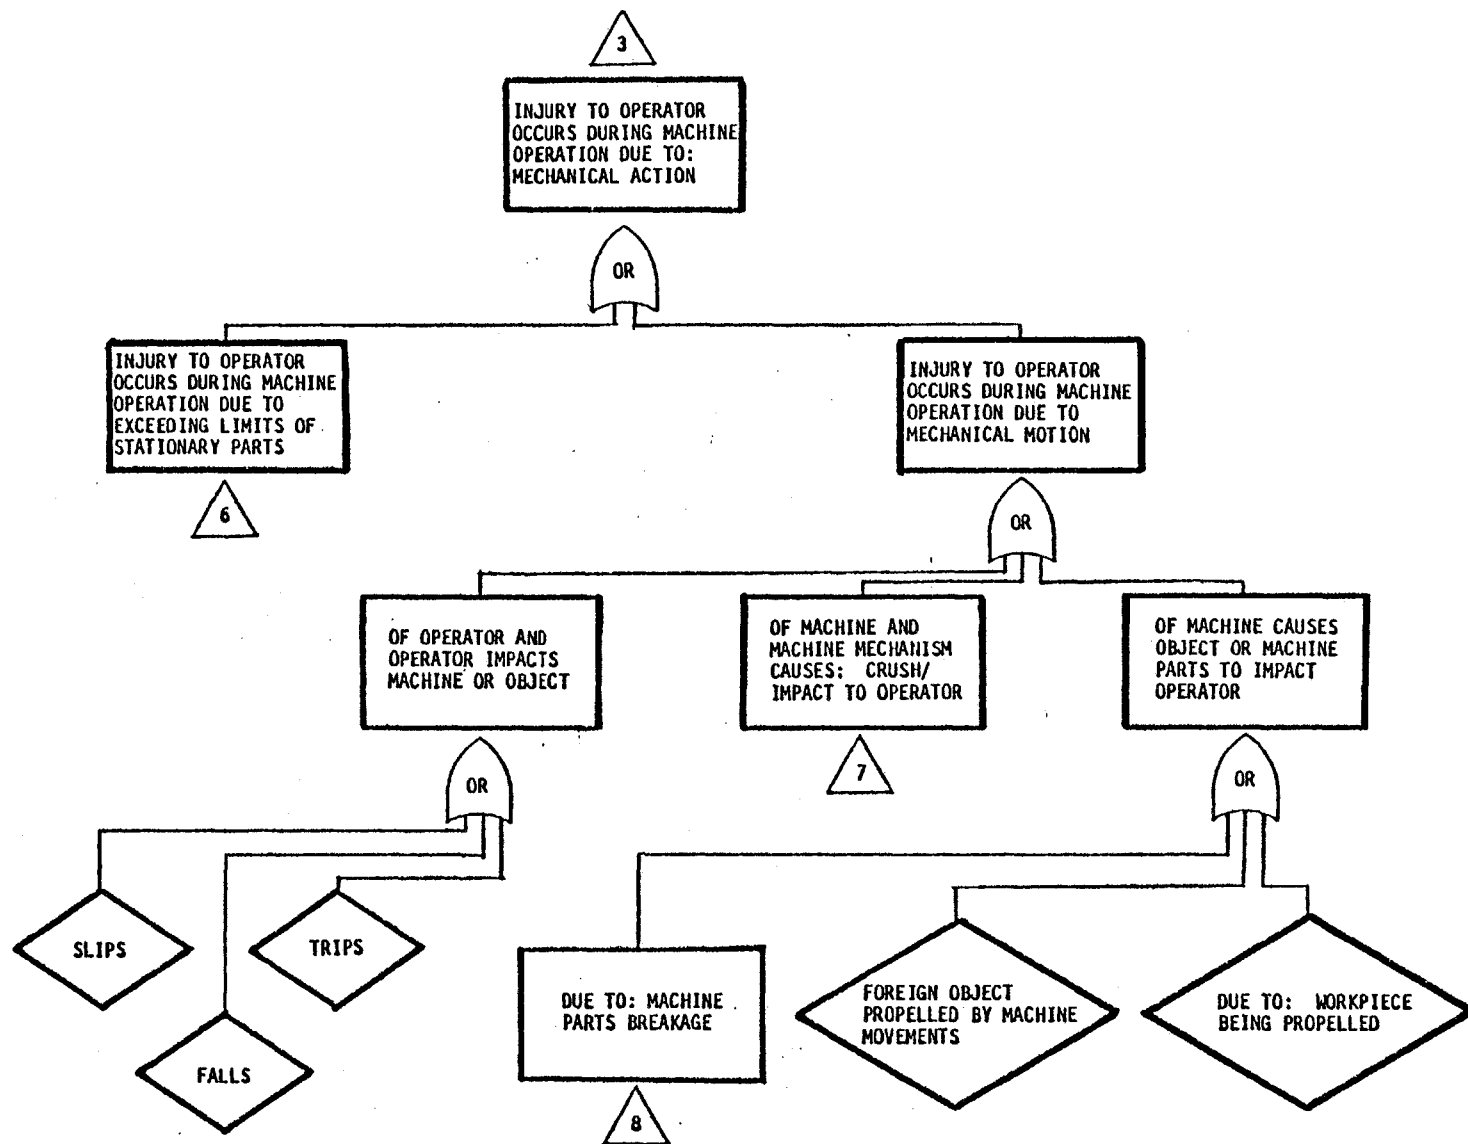 3
INJURY TO OPERATOR
OCCURS DURING MACHINE
OPERATION DUE TO:
MECHANICAL ACTION
OR
INJURY TO OPERATOR
OCCURS DURING MACHINE
OPERATION DUE TO
EXCEEDING LIMITS OF
STATIONARY PARTS
6
INJURY TO OPERATOR
OCCURS DURING MACHINE
OPERATION DUE TO
MECHANICAL MOTION
OR
OF OPERATOR AND
OPERATOR IMPACTS
MACHINE OR OBJECT
OF MACHINE AND
MACHINE MECHANISM
CAUSES: CRUSH/
IMPACT TO OPERATOR
7
OF MACHINE CAUSES
OBJECT OR MACHINE
PARTS TO IMPACT
OPERATOR
OR
OR
SLIPS
TRIPS
FALLS
DUE TO: MACHINE
PARTS BREAKAGE
8
FOREIGN OBJECT
PROPELLED BY MACHINE
MOVEMENTS
DUE TO: WORKPIECE
BEING PROPELLED